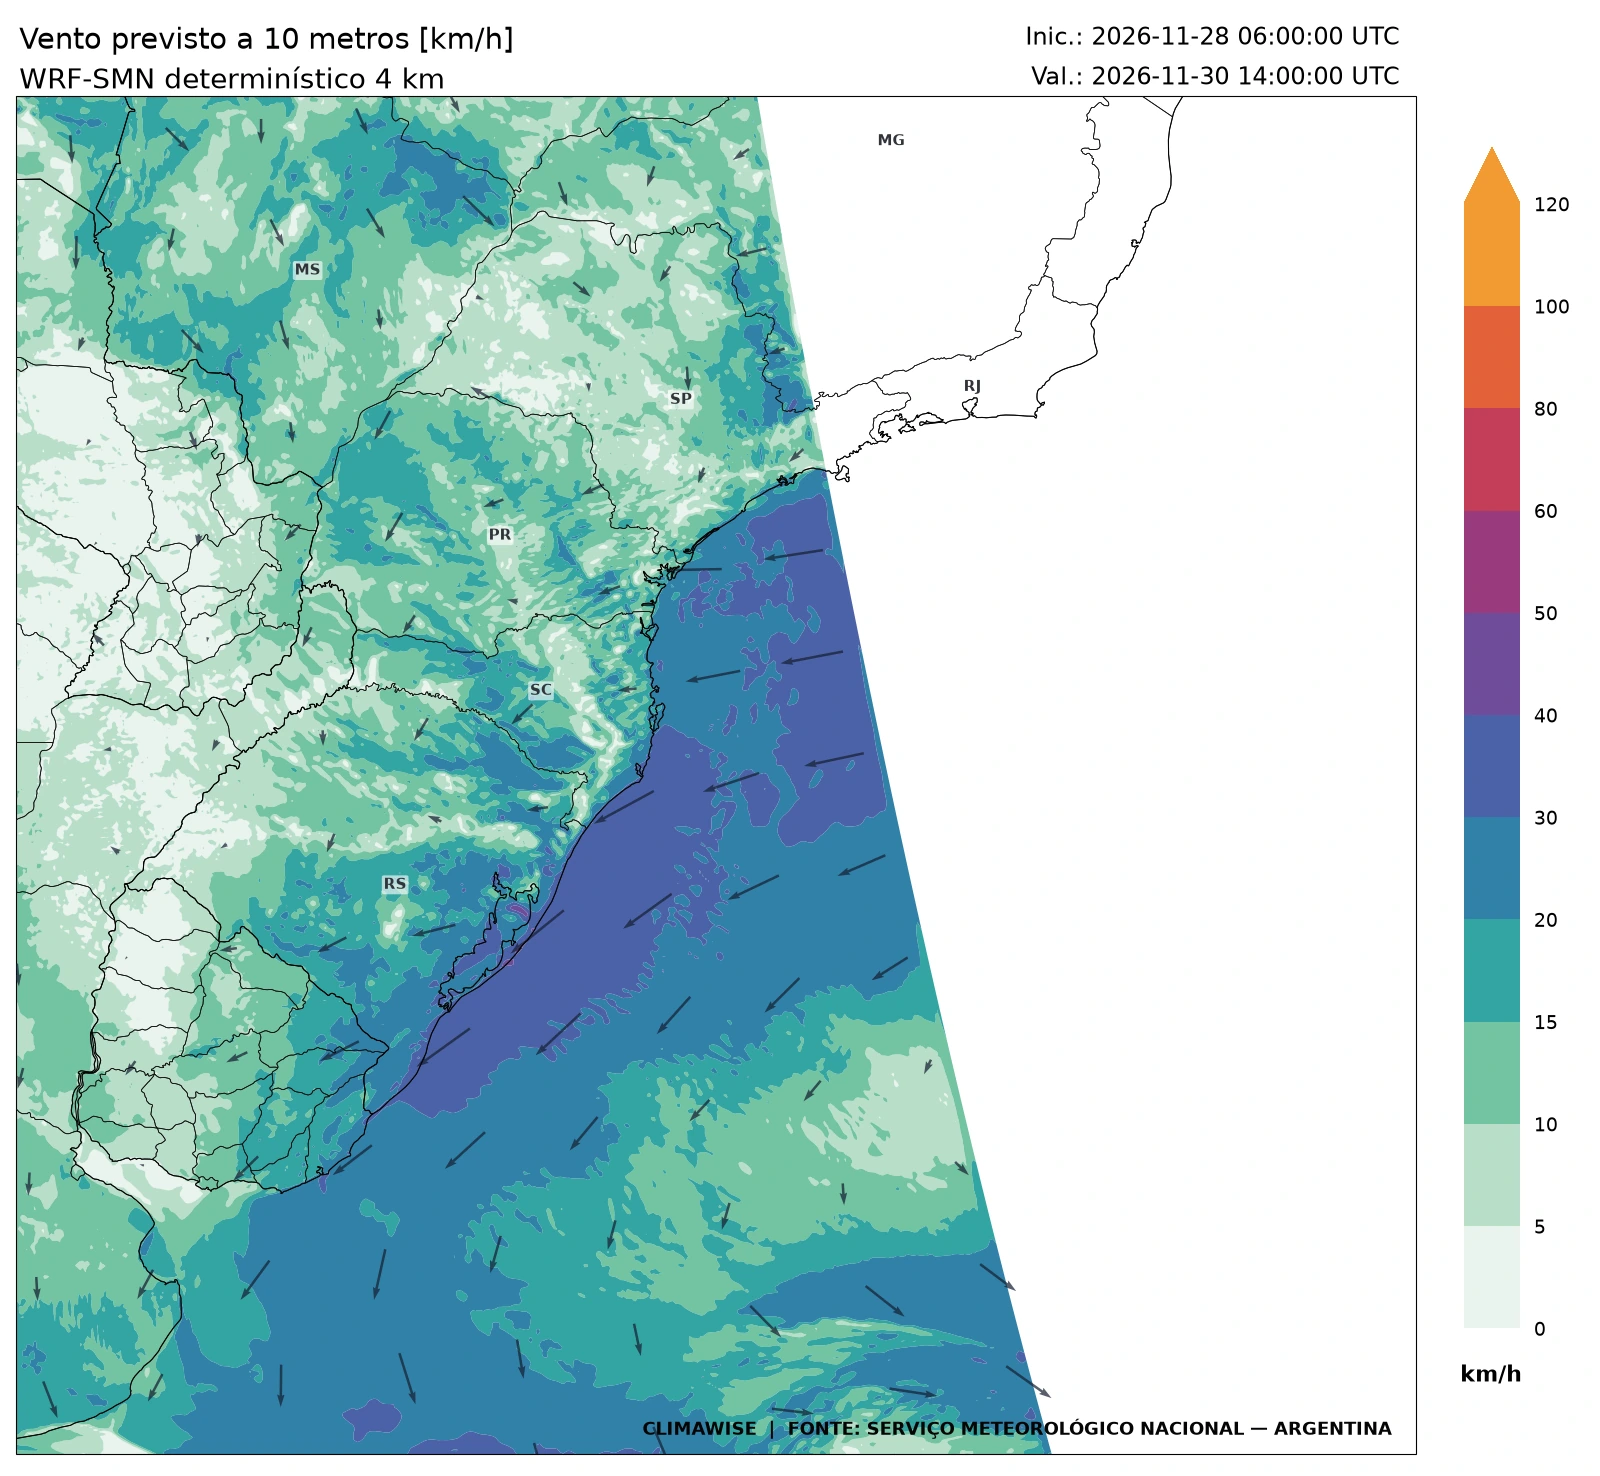 Vento previsto a 10 metros [km/h]
WRF-SMN determinístico 4 km
Inic.: 2026-11-28 06:00:00 UTC
Val.: 2026-11-30 14:00:00 UTC
MG
MS
RJ
SP
PR
SC
RS
120
100
80
60
50
40
30
20
15
10
5
0
km/h
CLIMAWISE | FONTE: SERVIÇO METEOROLÓGICO NACIONAL — ARGENTINA